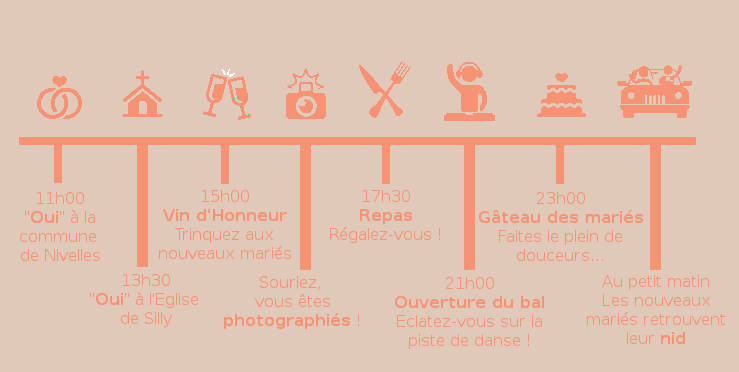 11h00
"Oui" à la
commune
de Nivelles
13h30
"Oui" à l'Eglise
de Silly
15h00
Vin d'Honneur
Trinquez aux
nouveaux mariés
Souriez,
vous êtes
photographiés !
17h30
Repas
Régalez-vous !
21h00
Ouverture du bal
Eclatez-vous sur la
piste de danse !
23h00
Gâteau des mariés
Faites le plein de
douceurs...
Au petit matin
Les nouveaux
mariés retrouvent
leur nid